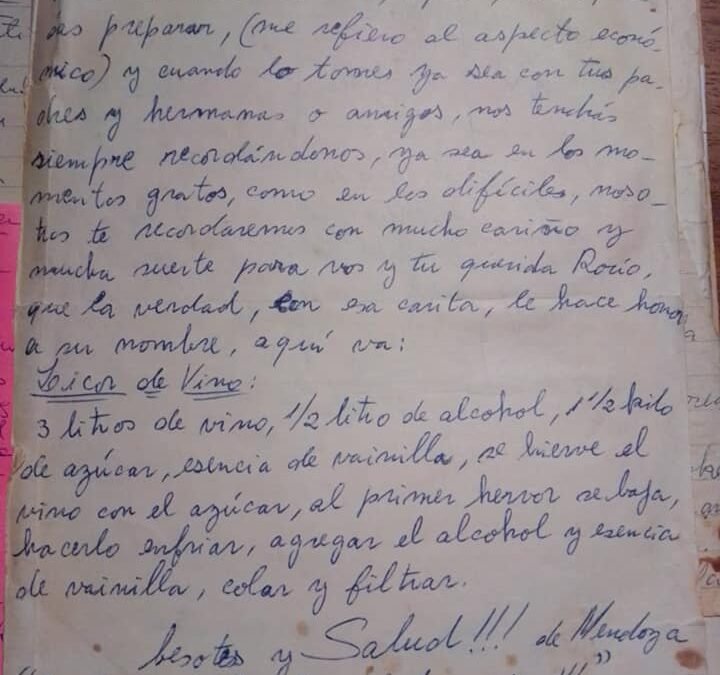 das preparar, (me refiero al aspecto econó-
mico) y cuando lo tomes ya sea con tus pa-
dres y hermanas o amigos, nos tendrás
siempre recordándonos, ya sea en los mo-
mentos gratos, como en los difíciles, noso-
tros te recordaremos con mucho cariño y
mucha suerte para vos y tu querida Rocío,
que la verdad, con esa carita, le hace honor
a su nombre, aquí va:
Licor de Vino:
3 litros de vino, 1/2 litro de alcohol, 1 1/2 kilo
de azúcar, esencia de vainilla, se hierve el
vino con el azúcar, al primer hervor se baja,
hacerlo enfriar, agregar el alcohol y esencia
de vainilla, colar y filtrar.
besotes y Salud!!! de Mendoza